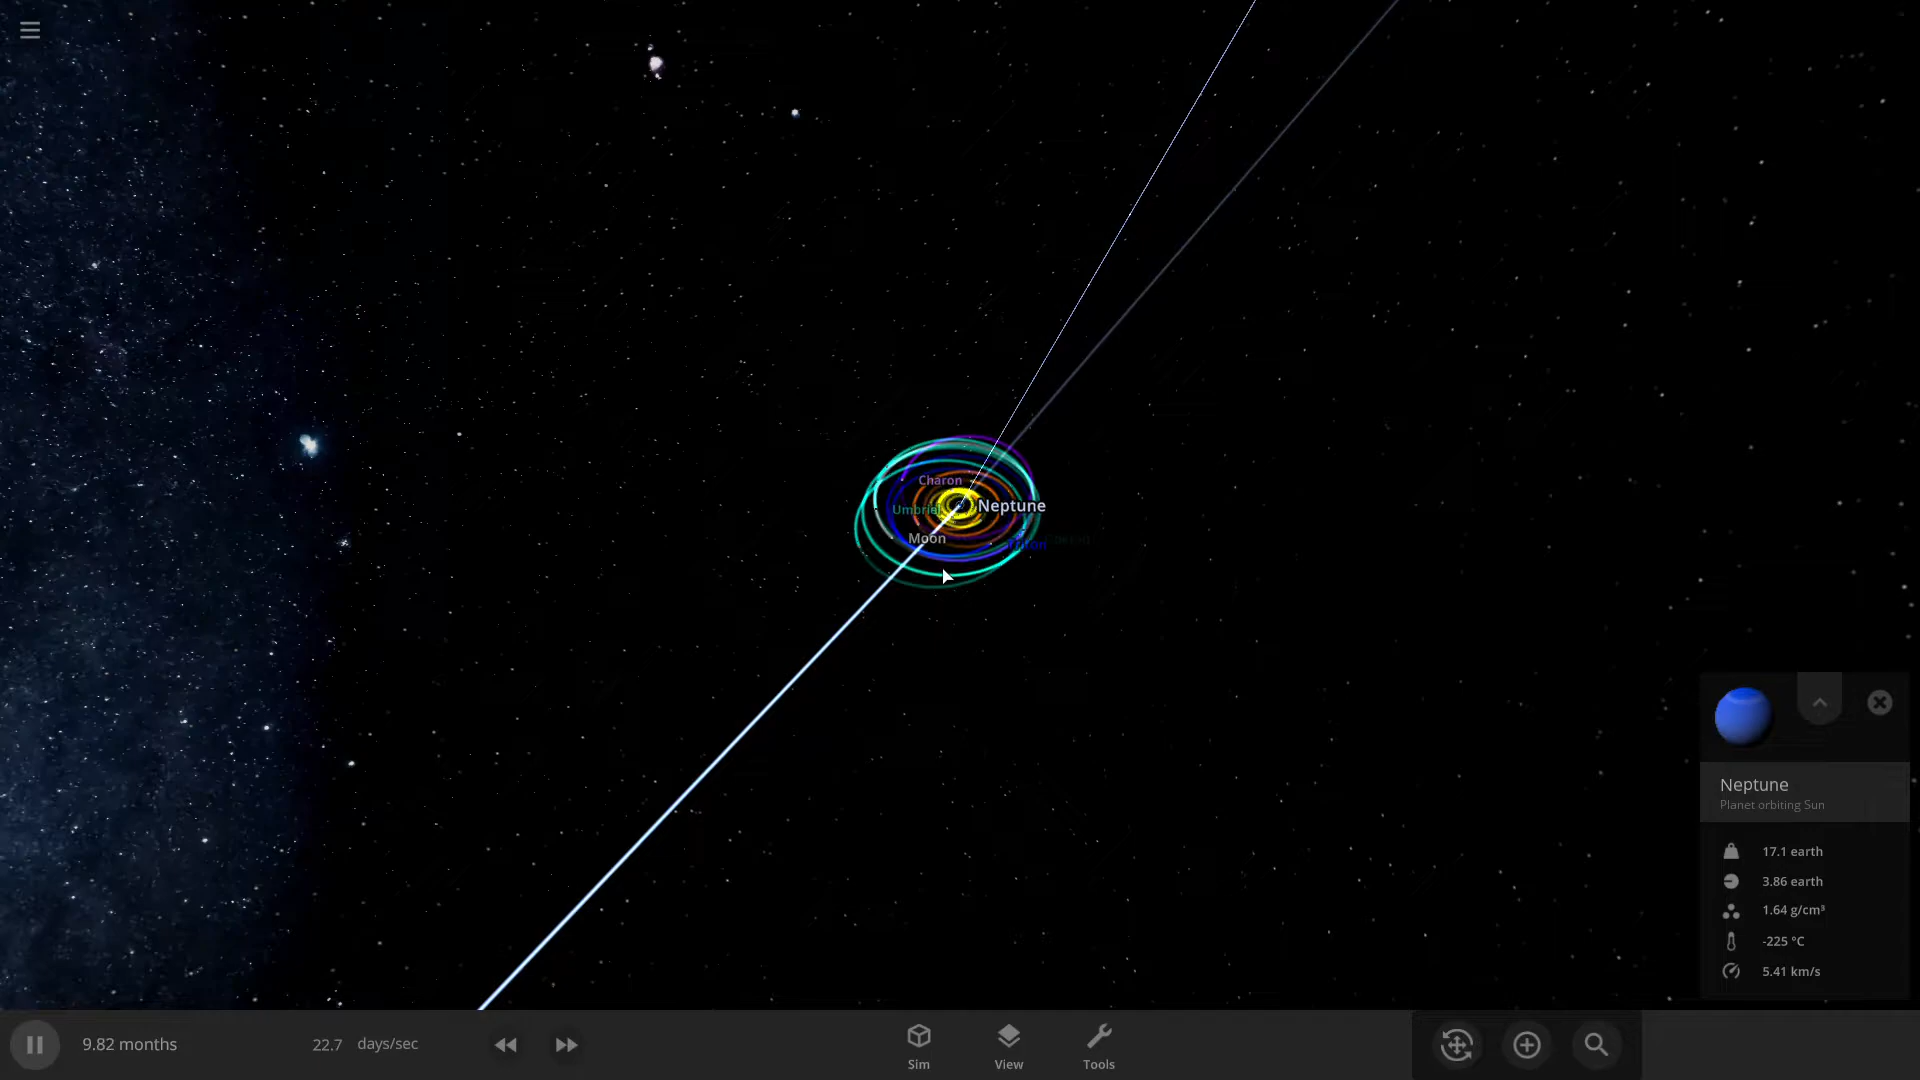 Charon
Umbriel
Neptune
Moon
Triton
Neptune
Planet orbiting Sun
17.1 earth
3.86 earth
1.64 g/cm³
-225 °C
5.41 km/s
9.82 months
22.7 days/sec
Sim
View
Tools